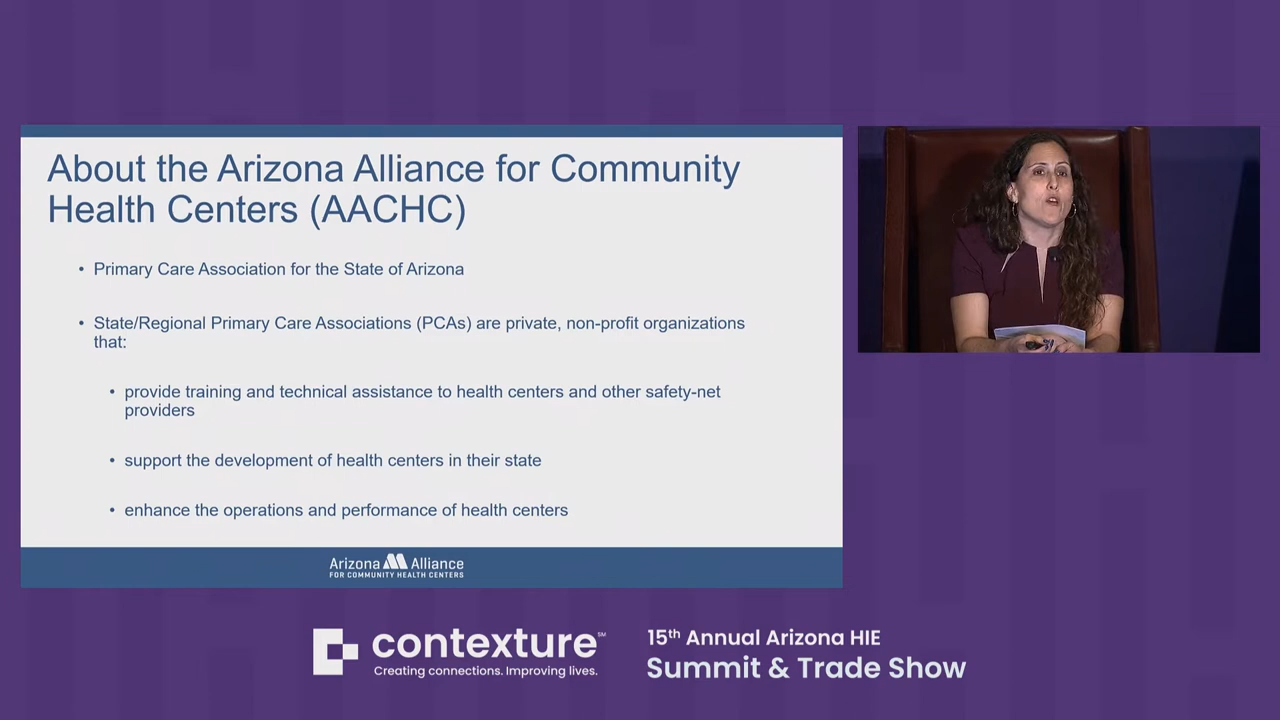 About the Arizona Alliance for Community
Health Centers (AACHC)
• Primary Care Association for the State of Arizona
• State/Regional Primary Care Associations (PCAs) are private, non-profit organizations
that:
• provide training and technical assistance to health centers and other safety-net
providers
• support the development of health centers in their state
• enhance the operations and performance of health centers
Arizona Alliance
FOR COMMUNITY HEALTH CENTERS
contexture℠
Creating connections. Improving lives.
15th Annual Arizona HIE
Summit & Trade Show